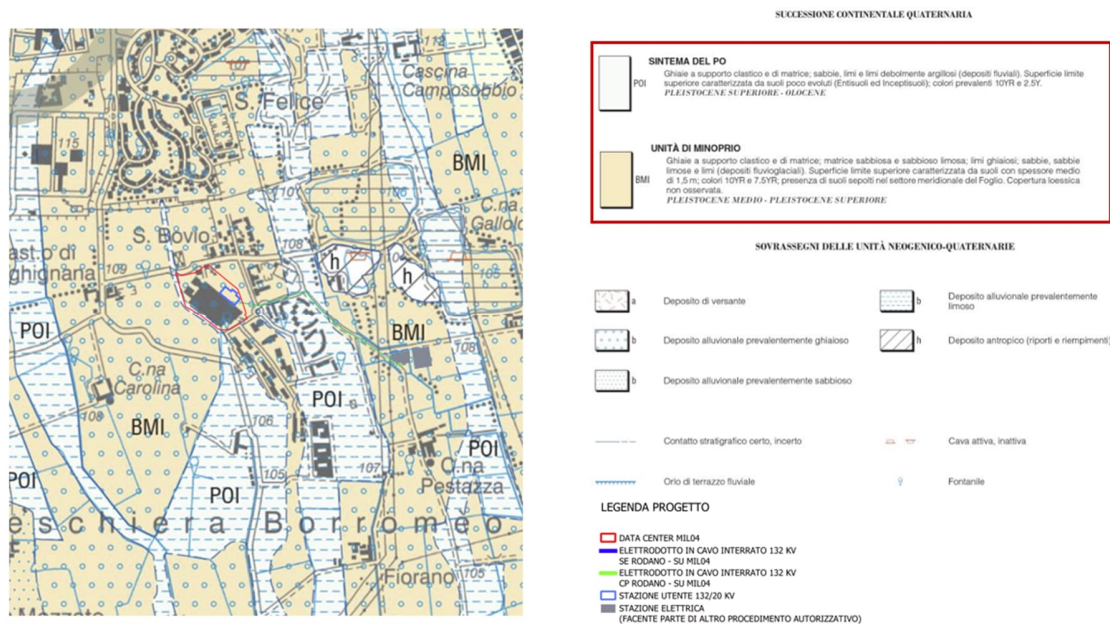 107
112
Cascina
Camposobbio
S. Felice
115
BMI
110
106
C.na
Gallol
S. Bovio
108
ast.o di
ghignana
109
h
h
105
POI
BMI
108
C.na
Carolina
108
POI
BMI
106
POI
POI
105
107
C.na
Pestazza
POI
eschiera Borromeo
Fiorano
105
Mezzate
SUCCESSIONE CONTINENTALE QUATERNARIA
SINTEMA DEL PO
POI
Ghiaie a supporto clastico e di matrice; sabbie, limi e limi debolmente argillosi (depositi fluviali). Superficie limite
superiore caratterizzata da suoli poco evoluti (Entisuoli ed Inceptisuoli); colori prevalenti 10YR e 2.5Y.
PLEISTOCENE SUPERIORE - OLOCENE
UNITÀ DI MINOPRIO
BMI
Ghiaie a supporto clastico e di matrice; matrice sabbiosa e sabbioso limosa; limi ghiaiosi; sabbie, sabbie
limose e limi (depositi fluvioglaciali). Superficie limite superiore caratterizzata da suoli con spessore medio
di 1,5 m; colori 10YR e 7.5YR; presenza di suoli sepolti nel settore meridionale del Foglio. Copertura loessica
non osservata.
PLEISTOCENE MEDIO - PLEISTOCENE SUPERIORE
SOVRASSEGNI DELLE UNITÀ NEOGENICO-QUATERNARIE
a
Deposito di versante
b
Deposito alluvionale prevalentemente
limoso
b
Deposito alluvionale prevalentemente ghiaioso
h
Deposito antropico (riporti e riempimenti)
b
Deposito alluvionale prevalentemente sabbioso
Contatto stratigrafico certo, incerto
Cava attiva, inattiva
Orlo di terrazzo fluviale
Fontanile
LEGENDA PROGETTO
DATA CENTER MIL04
ELETTRODOTTO IN CAVO INTERRATO 132 KV
SE RODANO - SU MIL04
ELETTRODOTTO IN CAVO INTERRATO 132 KV
CP RODANO - SU MIL04
STAZIONE UTENTE 132/20 KV
STAZIONE ELETTRICA
(FACENTE PARTE DI ALTRO PROCEDIMENTO AUTORIZZATIVO)